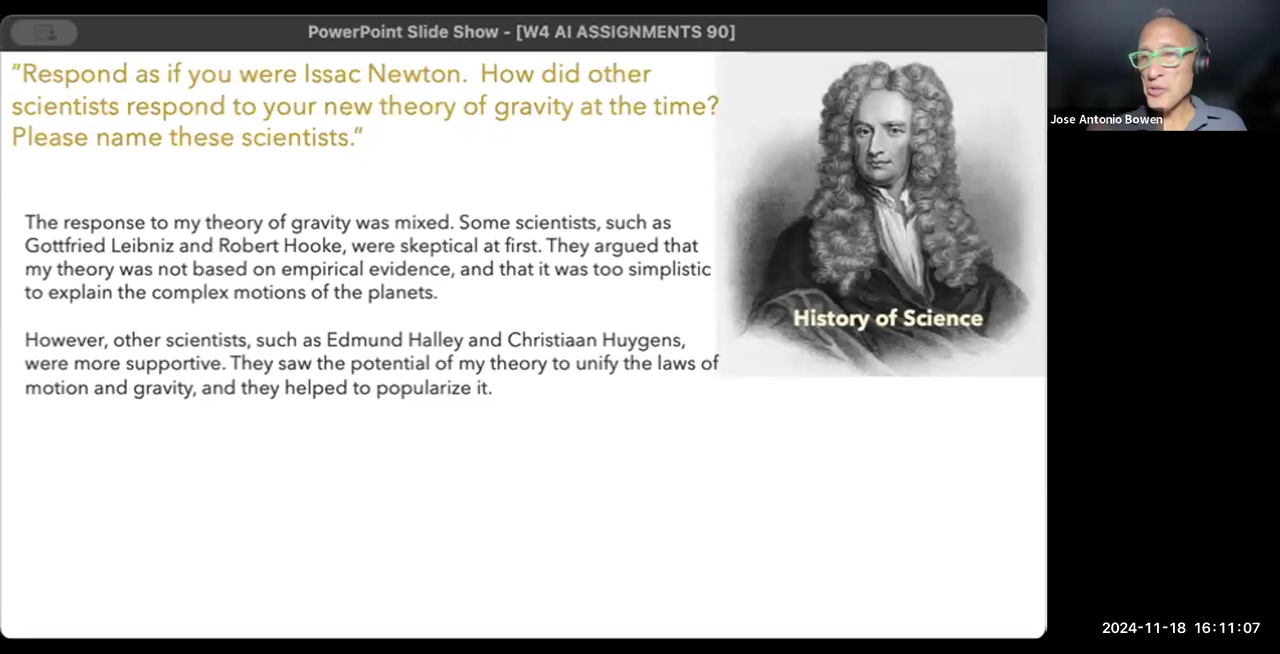 PowerPoint Slide Show - [W4 AI ASSIGNMENTS 90]
"Respond as if you were Issac Newton. How did other
scientists respond to your new theory of gravity at the time?
Please name these scientists."
The response to my theory of gravity was mixed. Some scientists, such as
Gottfried Leibniz and Robert Hooke, were skeptical at first. They argued that
my theory was not based on empirical evidence, and that it was too simplistic
to explain the complex motions of the planets.
However, other scientists, such as Edmund Halley and Christiaan Huygens,
were more supportive. They saw the potential of my theory to unify the laws of
motion and gravity, and they helped to popularize it.
History of Science
Jose Antonio Bowen
2024-11-18 16:11:07